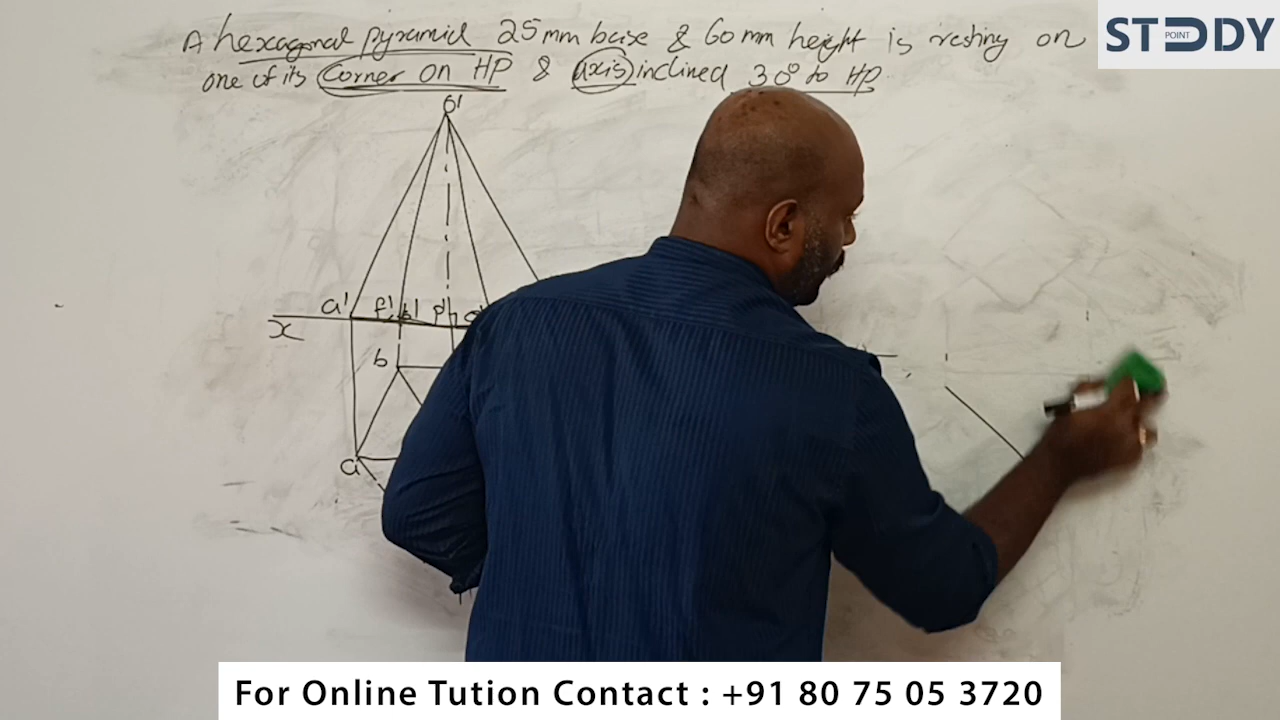 A hexagonal pyramid 25mm base & 60mm height is resting on
one of its corner on HP & axis inclined 30° to HP.
STUDY
POINT
o'
a' f' b' p'
x
b
a
For Online Tution Contact : +91 80 75 05 3720